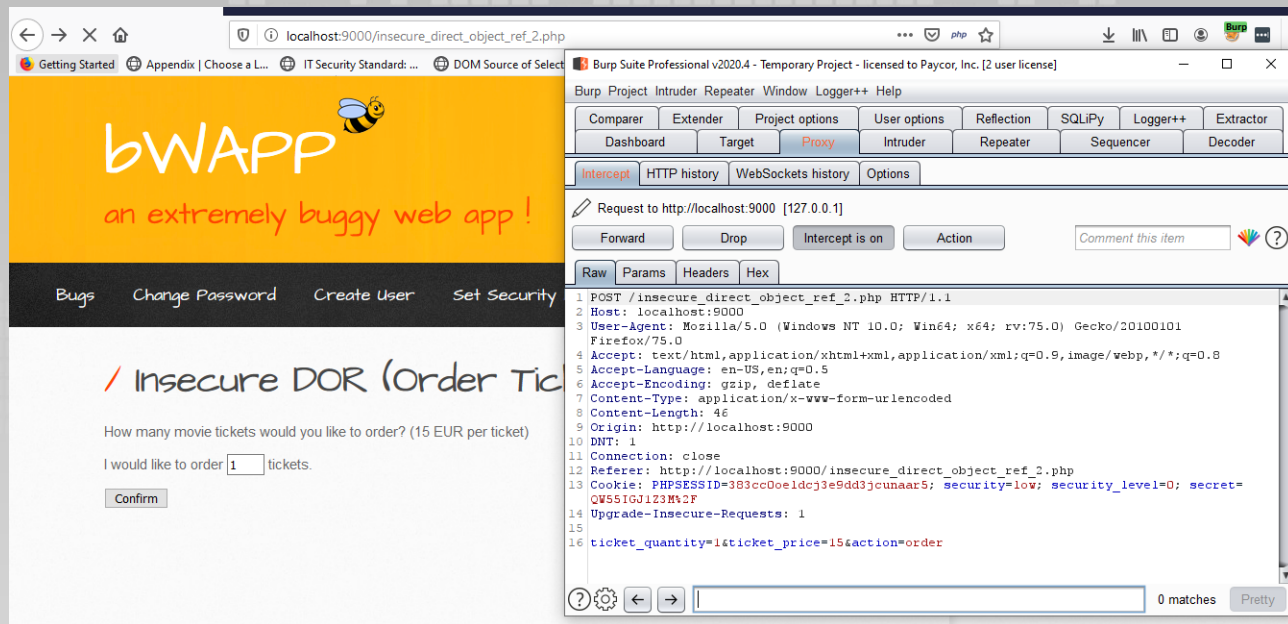 localhost:9000/insecure_direct_object_ref_2.php
php
Burp
Getting Started Appendix | Choose a L... IT Security Standard: ... DOM Source of Select
bWAPP
an extremely buggy web app !
Bugs Change Password Create User Set Security
/ Insecure DOR (Order Tic
How many movie tickets would you like to order? (15 EUR per ticket)
I would like to order 1 tickets.
Confirm
Burp Suite Professional v2020.4 - Temporary Project - licensed to Paycor, Inc. [2 user license]
Burp Project Intruder Repeater Window Logger++ Help
Comparer Extender Project options User options Reflection SQLiPy Logger++ Extractor
Dashboard Target Proxy Intruder Repeater Sequencer Decoder
Intercept HTTP history WebSockets history Options
Request to http://localhost:9000 [127.0.0.1]
Forward Drop Intercept is on Action Comment this item ?
Raw Params Headers Hex
1 POST /insecure_direct_object_ref_2.php HTTP/1.1
2 Host: localhost:9000
3 User-Agent: Mozilla/5.0 (Windows NT 10.0; Win64; x64; rv:75.0) Gecko/20100101
Firefox/75.0
4 Accept: text/html,application/xhtml+xml,application/xml;q=0.9,image/webp,*/*;q=0.8
5 Accept-Language: en-US,en;q=0.5
6 Accept-Encoding: gzip, deflate
7 Content-Type: application/x-www-form-urlencoded
8 Content-Length: 46
9 Origin: http://localhost:9000
10 DNT: 1
11 Connection: close
12 Referer: http://localhost:9000/insecure_direct_object_ref_2.php
13 Cookie: PHPSESSID=383cc0oeldcj3e9dd3jcunaar5; security=low; security_level=0; secret=
QW55IGJ1Z3M%2F
14 Upgrade-Insecure-Requests: 1
15
16 ticket_quantity=1&ticket_price=15&action=order
? 0 matches Pretty